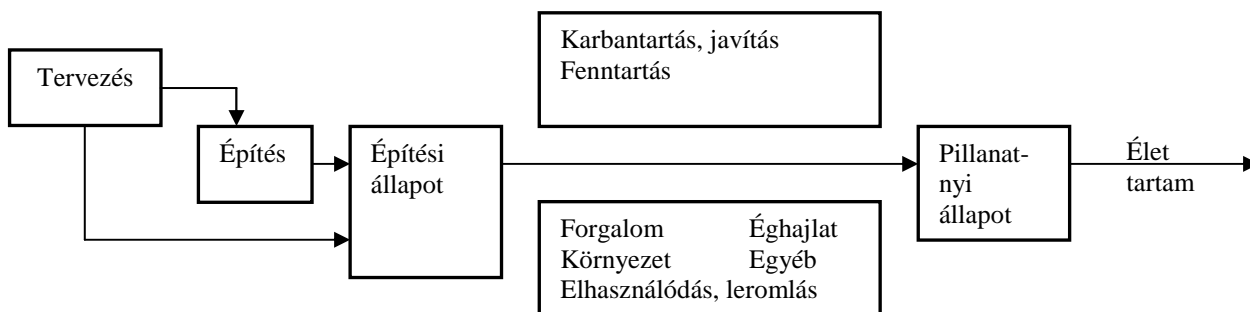 Tervezés
Építés
Építési
állapot
Karbantartás, javítás
Fenntartás
Forgalom Éghajlat
Környezet Egyéb
Elhasználódás, leromlás
Pillanat-
nyi
állapot
Élet
tartam